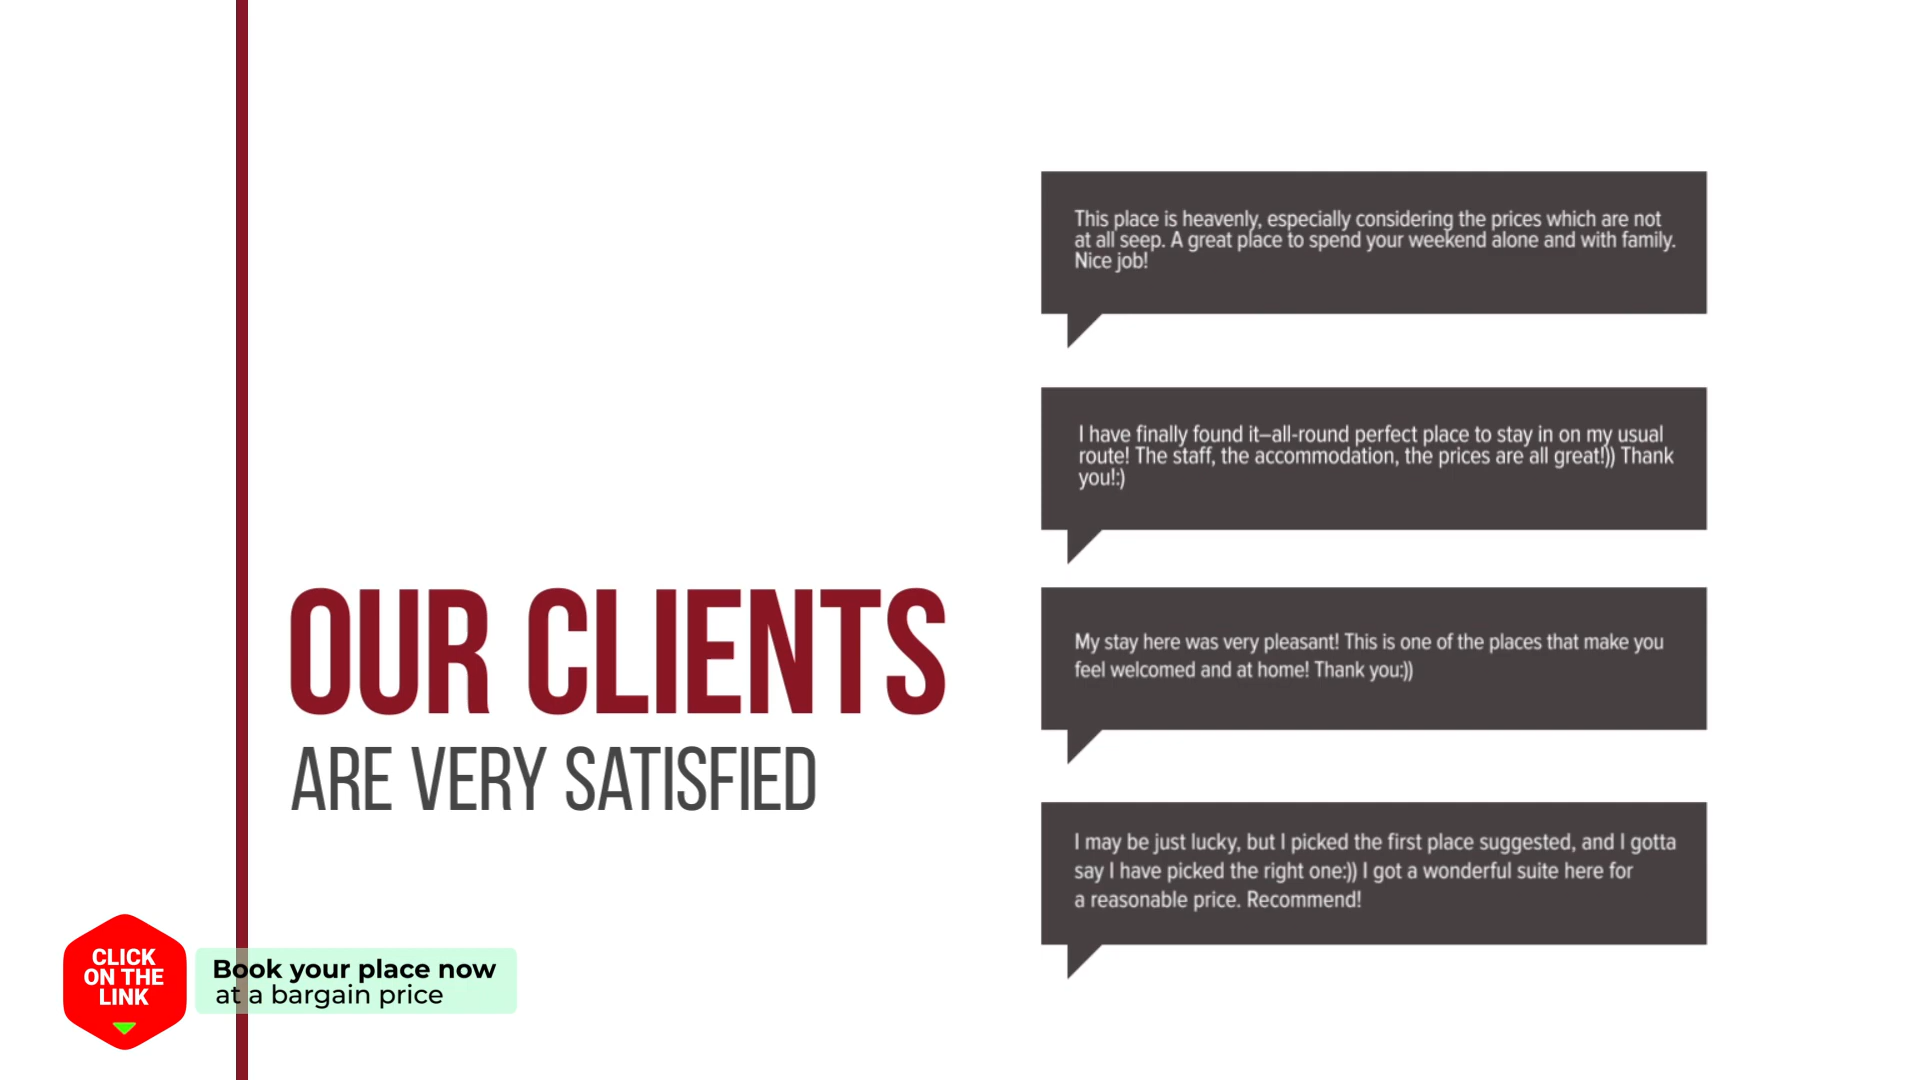 This place is heavenly, especially considering the prices which are not
at all seep. A great place to spend your weekend alone and with family.
Nice job!
I have finally found it–all-round perfect place to stay in on my usual
route! The staff, the accommodation, the prices are all great!)) Thank
you!:)
OUR CLIENTS
ARE VERY SATISFIED
My stay here was very pleasant! This is one of the places that make you
feel welcomed and at home! Thank you:))
I may be just lucky, but I picked the first place suggested, and I gotta
say I have picked the right one:)) I got a wonderful suite here for
a reasonable price. Recommend!
CLICK
ON THE
LINK
Book your place now
at a bargain price